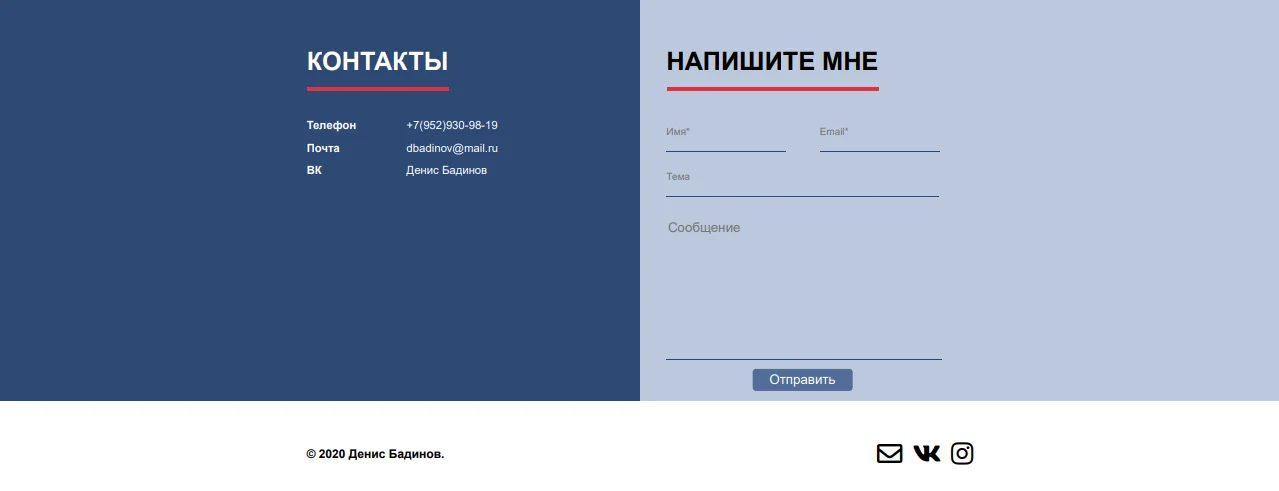 КОНТАКТЫ
Телефон +7(952)930-98-19
Почта dbadinov@mail.ru
ВК Денис Бадинов
НАПИШИТЕ МНЕ
Имя* Email*
Тема
Сообщение
Отправить
© 2020 Денис Бадинов.